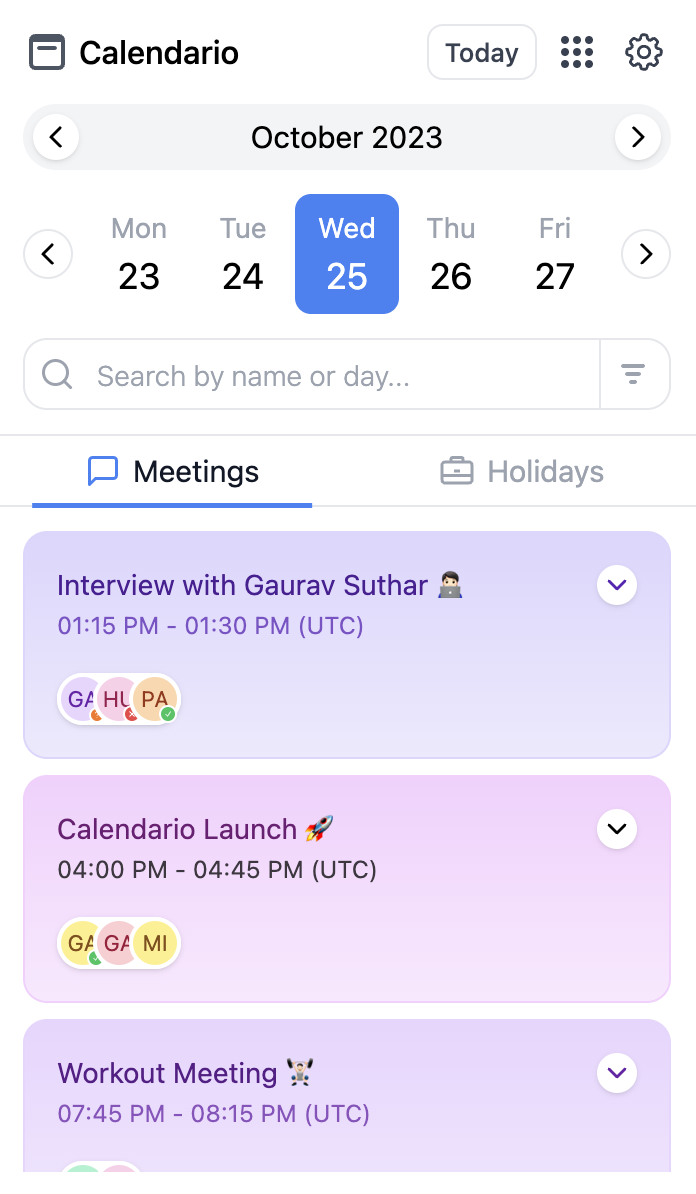 Calendario
Today
October 2023
Mon Tue Wed Thu Fri
23 24 25 26 27
Search by name or day...
Meetings Holidays
Interview with Gaurav Suthar
01:15 PM - 01:30 PM (UTC)
GA HU PA
Calendario Launch
04:00 PM - 04:45 PM (UTC)
GA GA MI
Workout Meeting
07:45 PM - 08:15 PM (UTC)